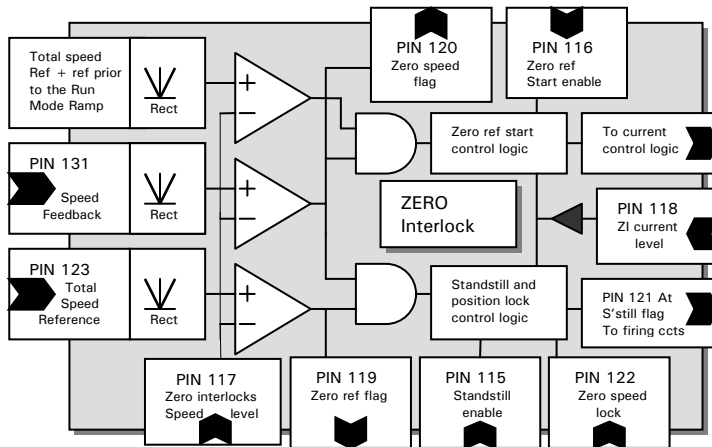 Total speed
Ref + ref prior
to the Run
Mode Ramp
Rect
+
−
PIN 120
Zero speed
flag
PIN 116
Zero ref
Start enable
Zero ref start
control logic
To current
control logic
PIN 131
Speed
Feedback
Rect
+
−
ZERO
Interlock
PIN 118
ZI current
level
PIN 123
Total
Speed
Reference
Rect
+
−
Standstill and
position lock
control logic
PIN 121 At
S'still flag
To firing ccts
PIN 117
Zero interlocks
Speed level
PIN 119
Zero ref flag
PIN 115
Standstill
enable
PIN 122
Zero speed
lock